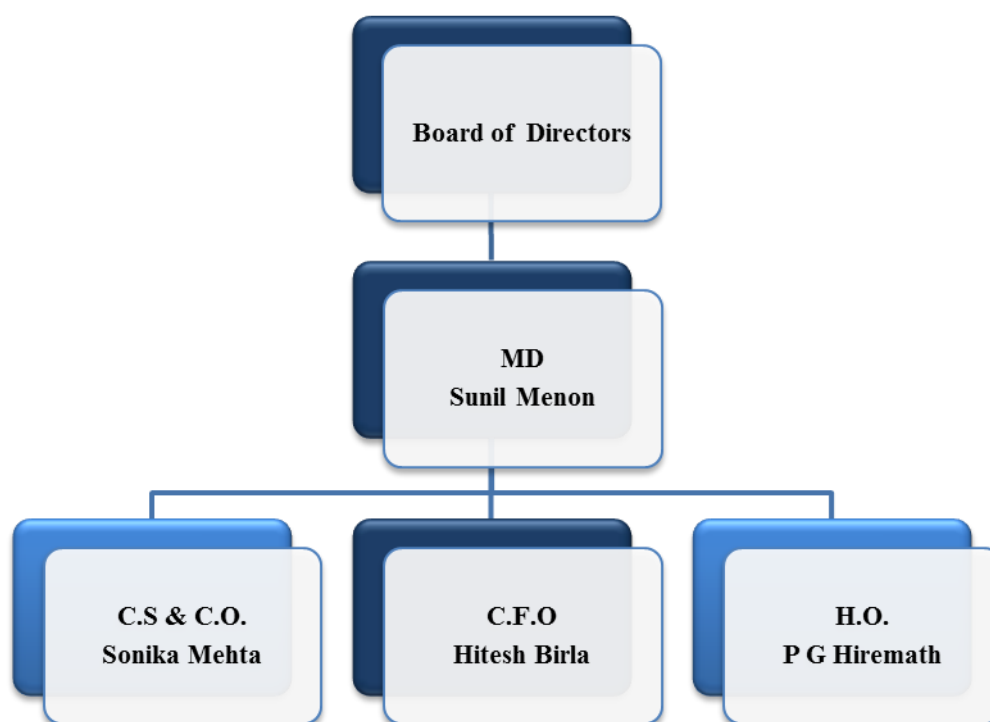 Board of Directors
MD
Sunil Menon
C.S & C.O.
Sonika Mehta
C.F.O
Hitesh Birla
H.O.
P G Hiremath